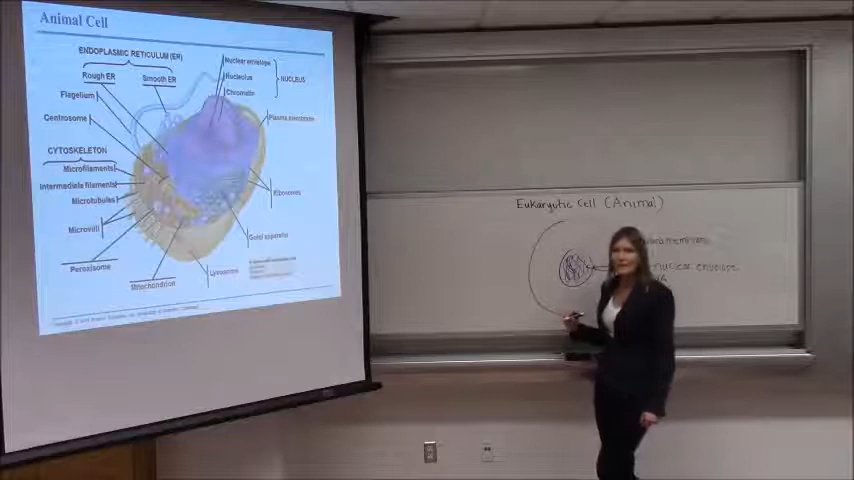 Animal Cell
ENDOPLASMIC RETICULUM (ER)
Rough ER
Smooth ER
Nuclear envelope
Nucleolus
Chromatin
NUCLEUS
Flagellum
Centrosome
Plasma membrane
CYTOSKELETON
Microfilaments
Intermediate filaments
Microtubules
Microvilli
Ribosomes
Golgi apparatus
Peroxisome
Mitochondrion
Lysosome
Eukaryotic Cell (Animal)
membrane
nuclear envelope